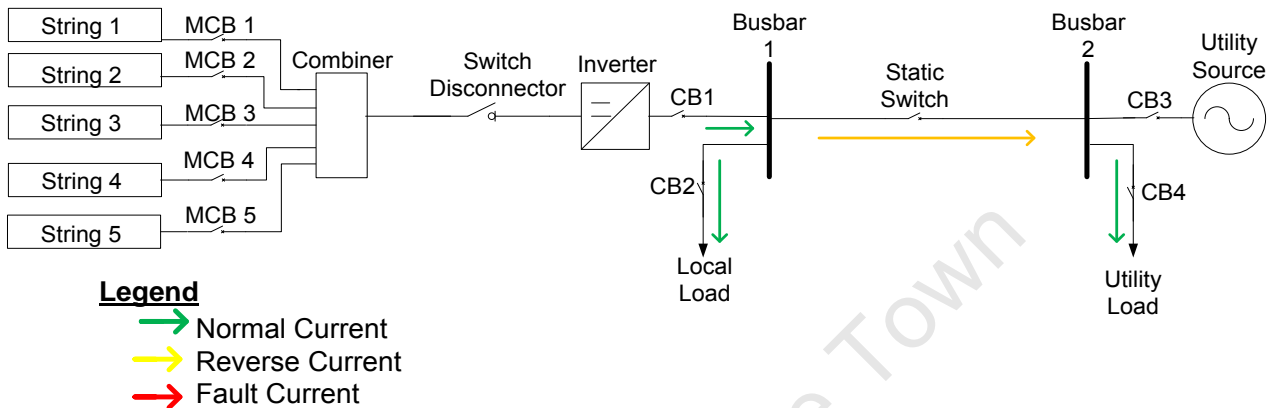 String 1
String 2
String 3
String 4
String 5
MCB 1
MCB 2
MCB 3
MCB 4
MCB 5
Combiner
Switch
Disconnector
Inverter
CB1
Busbar
1
CB2
Local
Load
Static
Switch
Busbar
2
CB3
Utility
Source
CB4
Utility
Load
Legend
Normal Current
Reverse Current
Fault Current
Town